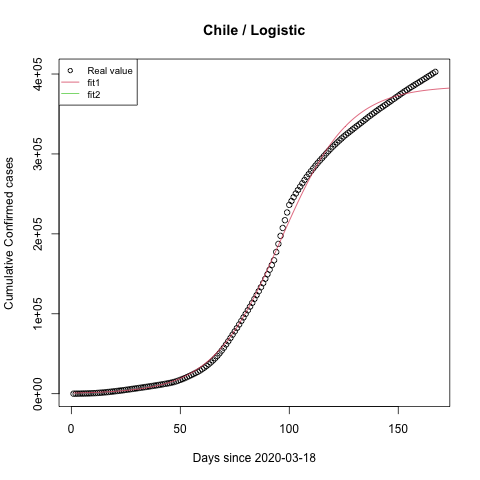 Chile / Logistic
Real value
fit1
fit2
Cumulative Confirmed cases
4e+05
3e+05
2e+05
1e+05
0e+00
0 50 100 150
Days since 2020-03-18